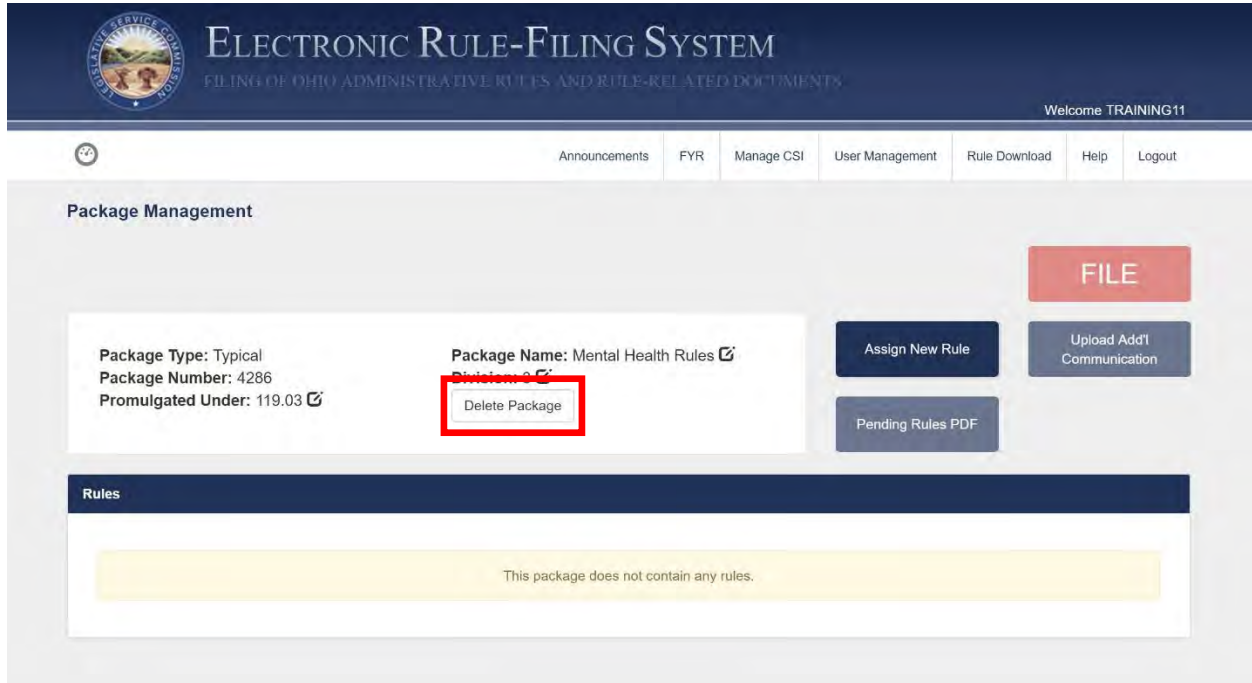 LEGISLATIVE SERVICE COMMISSION
ELECTRONIC RULE-FILING SYSTEM
FILING OF OHIO ADMINISTRATIVE RULES AND RULE-RELATED DOCUMENTS
Welcome TRAINING11
Announcements FYR Manage CSI User Management Rule Download Help Logout
Package Management
FILE
Package Type: Typical
Package Number: 4286
Promulgated Under: 119.03
Package Name: Mental Health Rules
Delete Package
Assign New Rule
Upload Add'l
Communication
Pending Rules PDF
Rules
This package does not contain any rules.